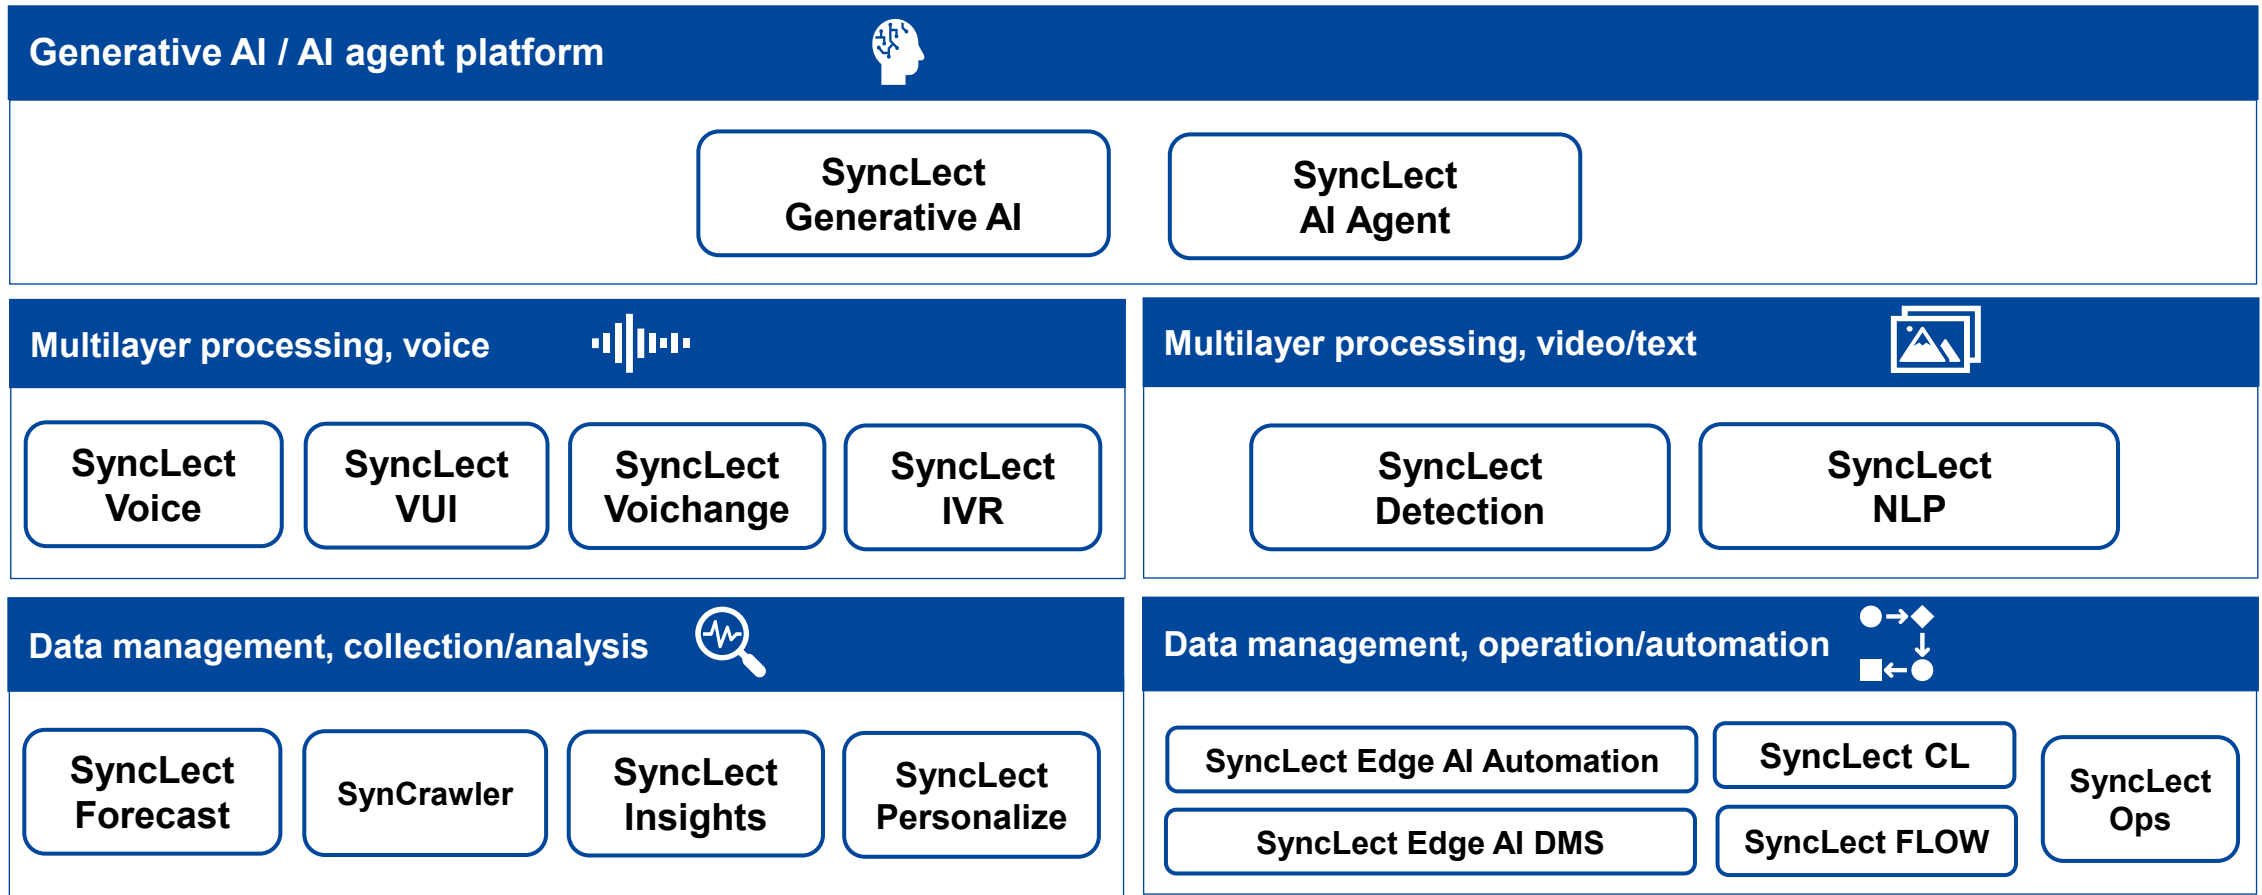 Generative AI / AI agent platform
SyncLect
Generative AI
SyncLect
AI Agent
Multilayer processing, voice
SyncLect
Voice
SyncLect
VUI
SyncLect
Voichange
SyncLect
IVR
Multilayer processing, video/text
SyncLect
Detection
SyncLect
NLP
Data management, collection/analysis
SyncLect
Forecast
SynCrawler
SyncLect
Insights
SyncLect
Personalize
Data management, operation/automation
SyncLect Edge AI Automation
SyncLect CL
SyncLect
Ops
SyncLect Edge AI DMS
SyncLect FLOW